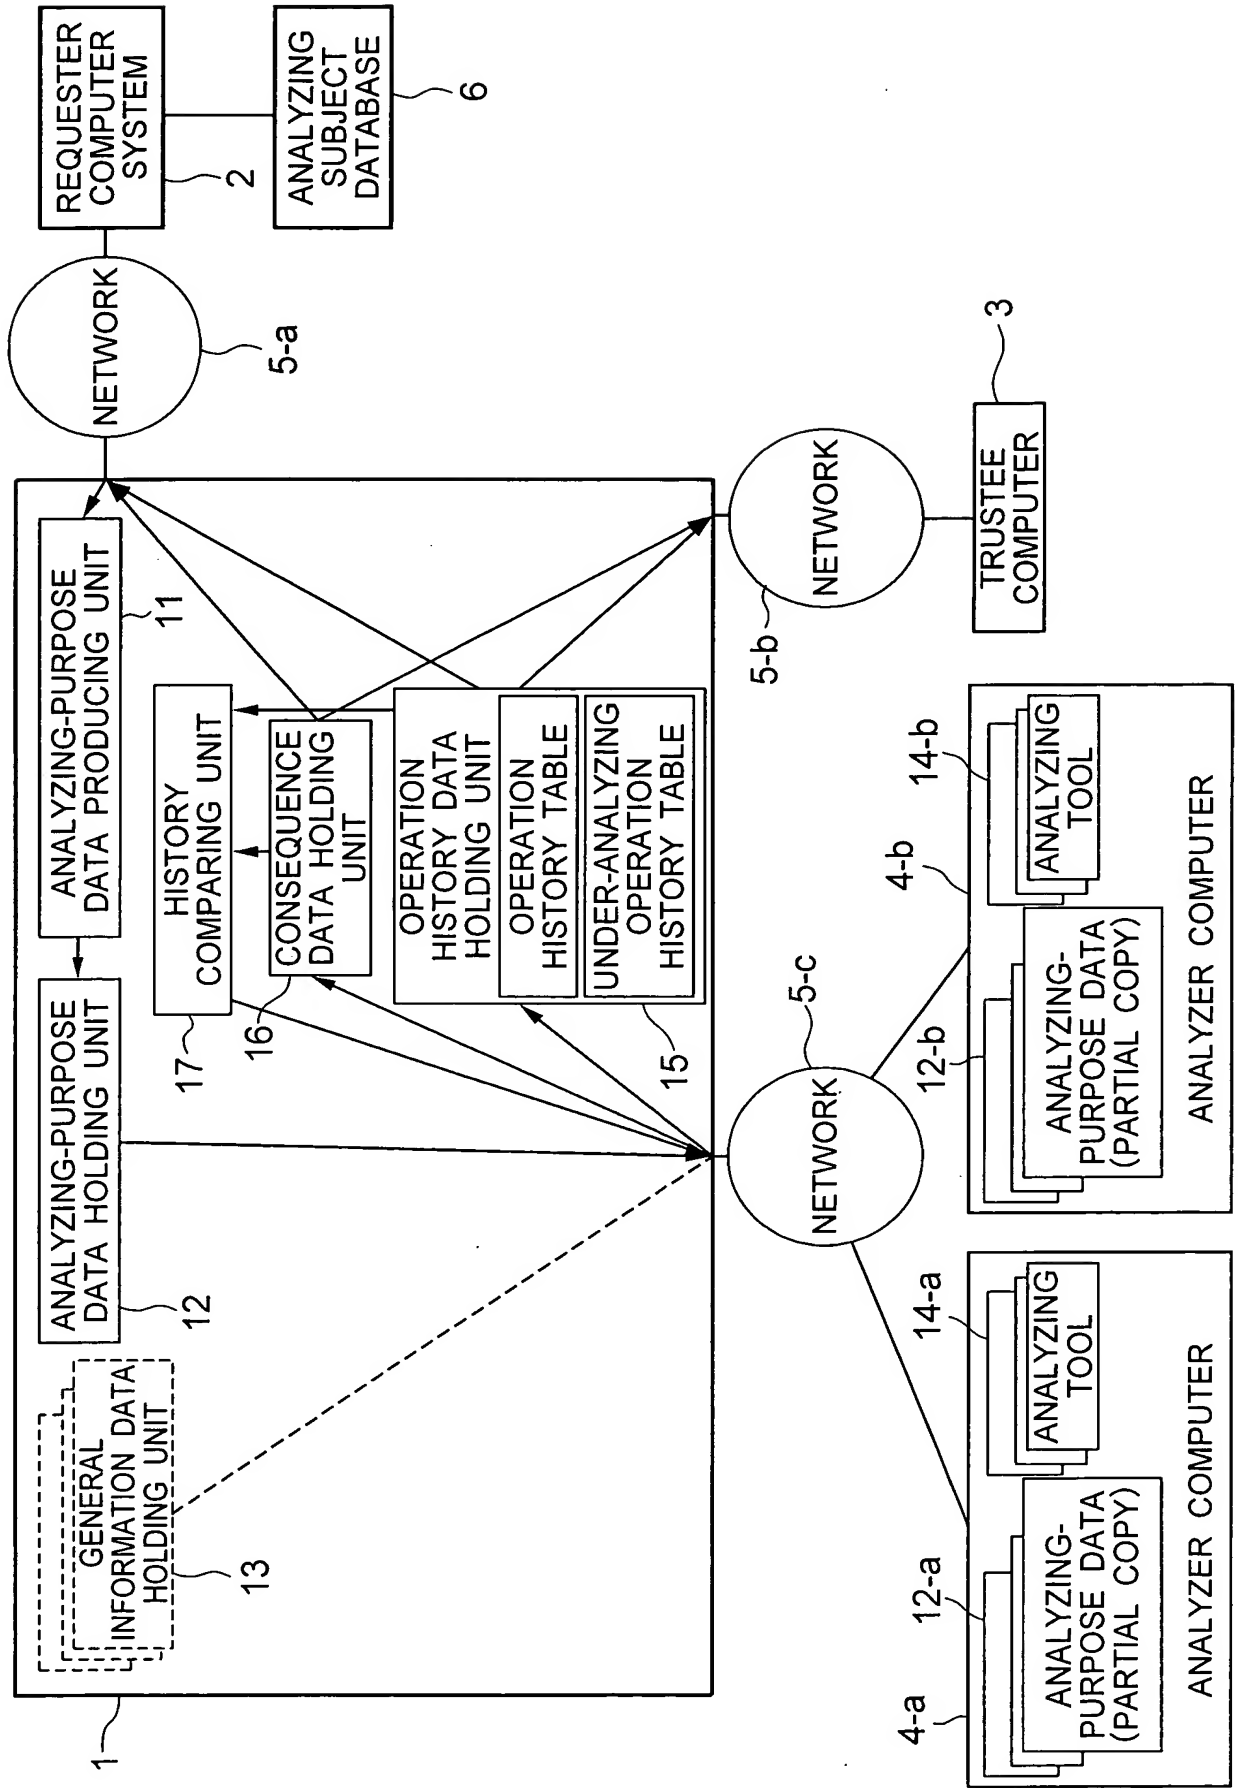 1
GENERAL
INFORMATION DATA
HOLDING UNIT
13
ANALYZING-PURPOSE
DATA HOLDING UNIT
12
ANALYZING-PURPOSE
DATA PRODUCING UNIT
11
HISTORY
COMPARING UNIT
17
CONSEQUENCE
DATA HOLDING
UNIT
16
OPERATION
HISTORY DATA
HOLDING UNIT
OPERATION
HISTORY TABLE
UNDER-ANALYZING
OPERATION
HISTORY TABLE
15
NETWORK
5-a
REQUESTER
COMPUTER
SYSTEM
2
ANALYZING
SUBJECT
DATABASE
6
NETWORK
5-c
NETWORK
5-b
TRUSTEE
COMPUTER
3
4-a
12-a
ANALYZING-
PURPOSE DATA
(PARTIAL COPY)
14-a
ANALYZING
TOOL
ANALYZER COMPUTER
4-b
12-b
ANALYZING-
PURPOSE DATA
(PARTIAL COPY)
14-b
ANALYZING
TOOL
ANALYZER COMPUTER